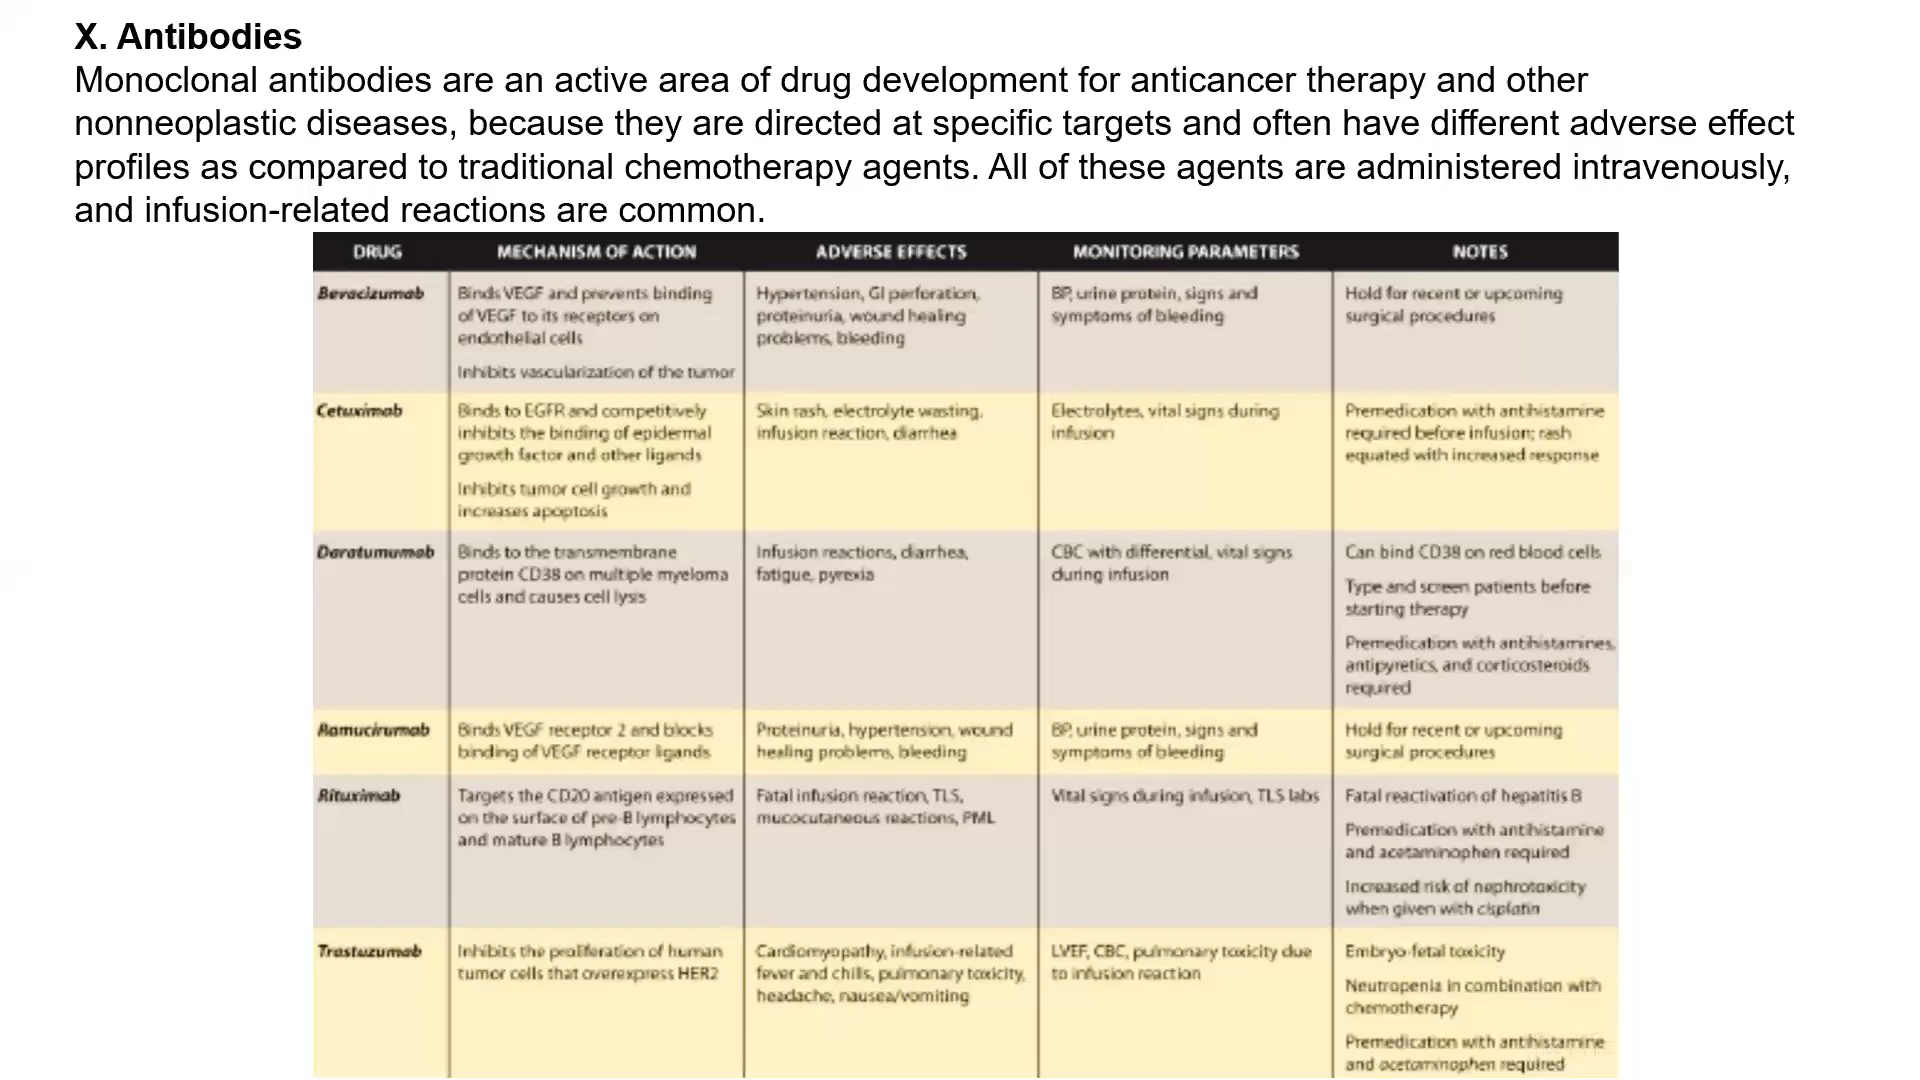 X. Antibodies
Monoclonal antibodies are an active area of drug development for anticancer therapy and other
nonneoplastic diseases, because they are directed at specific targets and often have different adverse effect
profiles as compared to traditional chemotherapy agents. All of these agents are administered intravenously,
and infusion-related reactions are common.
DRUG
MECHANISM OF ACTION
ADVERSE EFFECTS
MONITORING PARAMETERS
NOTES
Bevacizumab
Binds VEGF and prevents binding
of VEGF to its receptors on
endothelial cells
Inhibits vascularization of the tumor
Hypertension, GI perforation,
proteinuria, wound healing
problems, bleeding
BP, urine protein, signs and
symptoms of bleeding
Hold for recent or upcoming
surgical procedures
Cetuximab
Binds to EGFR and competitively
inhibits the binding of epidermal
growth factor and other ligands
Inhibits tumor cell growth and
increases apoptosis
Skin rash, electrolyte wasting,
infusion reaction, diarrhea
Electrolytes, vital signs during
infusion
Premedication with antihistamine
required before infusion; rash
equated with increased response
Daratumumab
Binds to the transmembrane
protein CD38 on multiple myeloma
cells and causes cell lysis
Infusion reactions, diarrhea,
fatigue, pyrexia
CBC with differential, vital signs
during infusion
Can bind CD38 on red blood cells
Type and screen patients before
starting therapy
Premedication with antihistamines,
antipyretics, and corticosteroids
required
Ramucirumab
Binds VEGF receptor 2 and blocks
binding of VEGF receptor ligands
Proteinuria, hypertension, wound
healing problems, bleeding
BP, urine protein, signs and
symptoms of bleeding
Hold for recent or upcoming
surgical procedures
Rituximab
Targets the CD20 antigen expressed
on the surface of pre-B lymphocytes
and mature B lymphocytes
Fatal infusion reaction, TLS,
mucocutaneous reactions, PML
Vital signs during infusion, TLS labs
Fatal reactivation of hepatitis B
Premedication with antihistamine
and acetaminophen required
Increased risk of nephrotoxicity
when given with cisplatin
Trastuzumab
Inhibits the proliferation of human
tumor cells that overexpress HER2
Cardiomyopathy, infusion-related
fever and chills, pulmonary toxicity,
headache, nausea/vomiting
LVEF, CBC, pulmonary toxicity due
to infusion reaction
Embryo-fetal toxicity
Neutropenia in combination with
chemotherapy
Premedication with antihistamine
and acetaminophen required